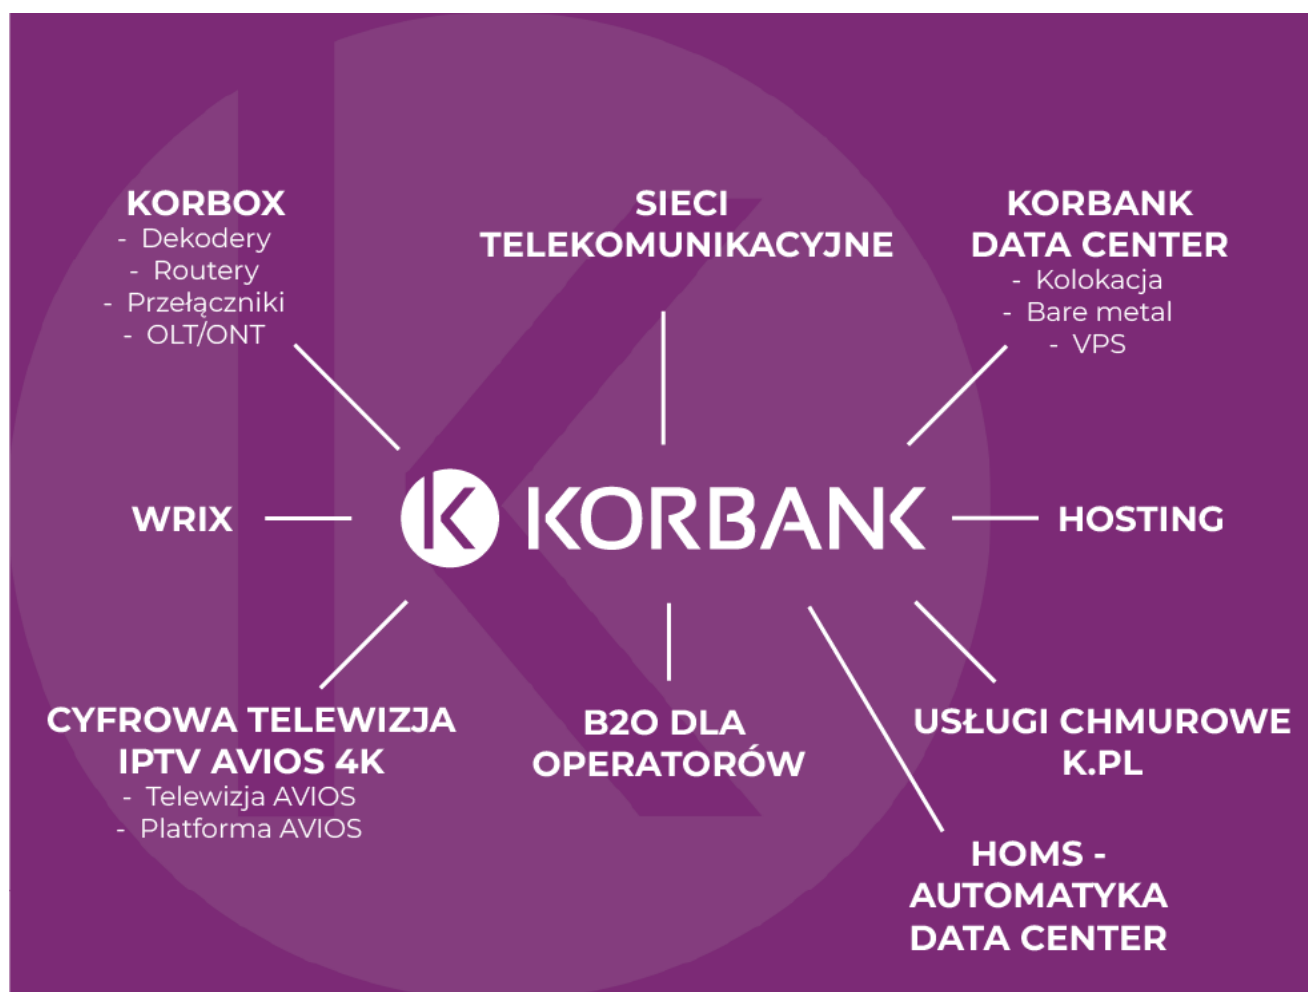 KORBOX
- Dekodery
- Routery
- Przełączniki
- OLT/ONT
SIECI
TELEKOMUNIKACYJNE
KORBANK
DATA CENTER
- Kolokacja
- Bare metal
- VPS
WRIX
K KORBANK
HOSTING
CYFROWA TELEWIZJA
IPTV AVIOS 4K
- Telewizja AVIOS
- Platforma AVIOS
B2O DLA
OPERATORÓW
USŁUGI CHMUROWE
K.PL
HOMS -
AUTOMATYKA
DATA CENTER